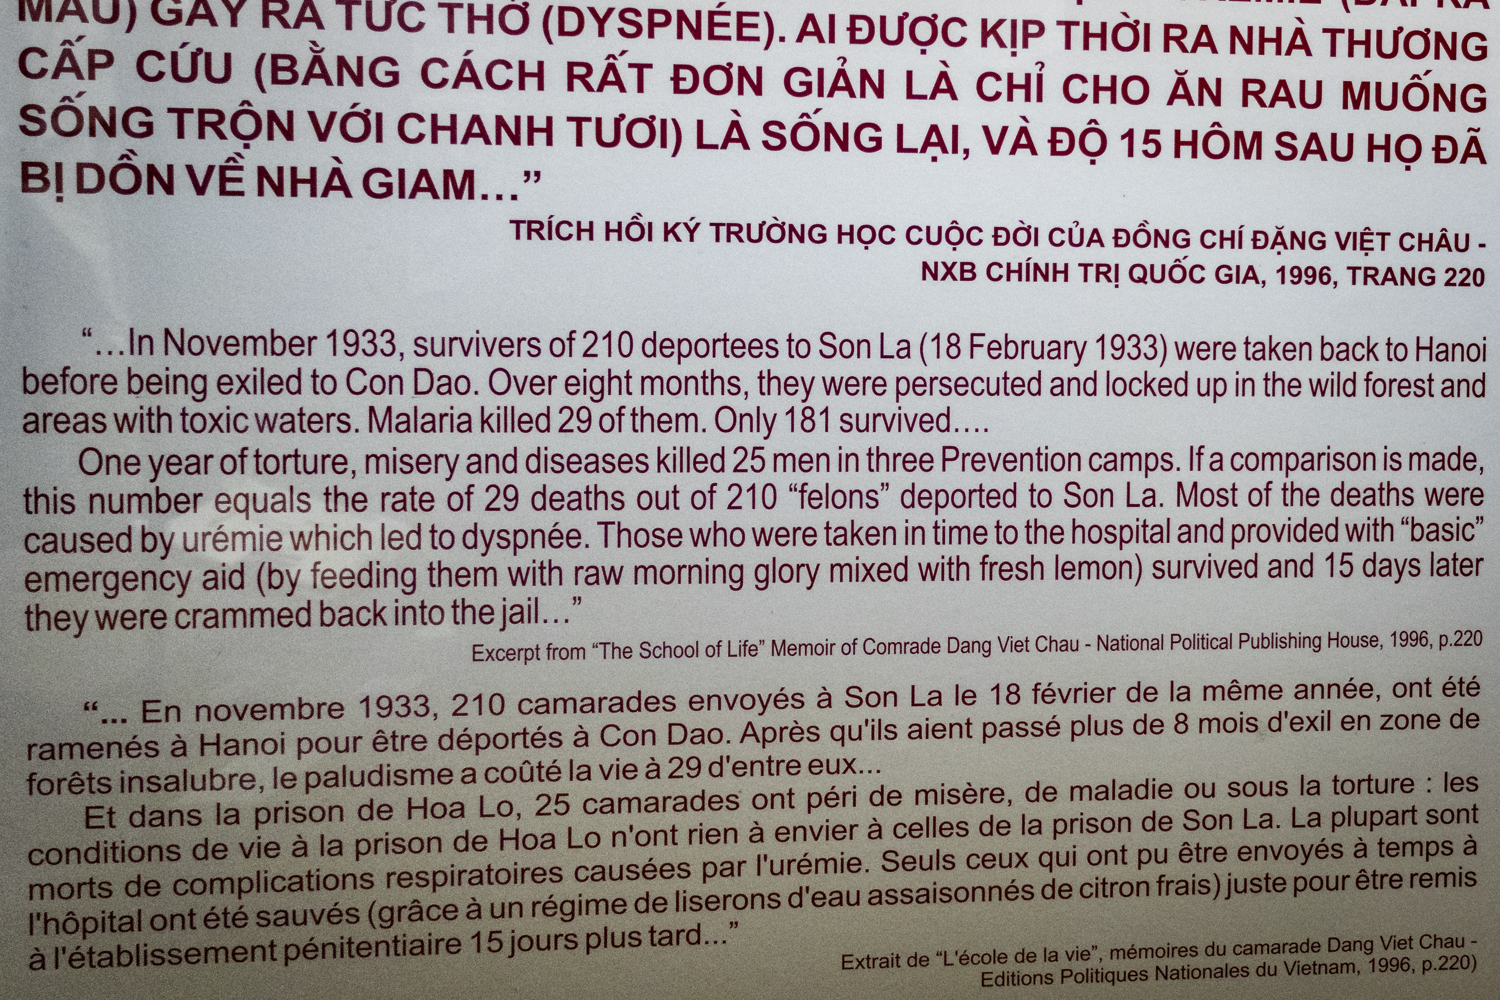 MÁU) GÂY RA TỨC THỞ (DYSPNÉE). AI ĐƯỢC KỊP THỜI RA NHÀ THƯƠNG
CẤP CỨU (BẰNG CÁCH RẤT ĐƠN GIẢN LÀ CHỈ CHO ĂN RAU MUỐNG
SỐNG TRỘN VỚI CHANH TƯƠI) LÀ SỐNG LẠI, VÀ ĐỘ 15 HÔM SAU HỌ ĐÃ
BỊ DỒN VỀ NHÀ GIAM...”
TRÍCH HỒI KÝ TRƯỜNG HỌC CUỘC ĐỜI CỦA ĐỒNG CHÍ ĐẶNG VIỆT CHÂU -
NXB CHÍNH TRỊ QUỐC GIA, 1996, TRANG 220
“...In November 1933, survivers of 210 deportees to Son La (18 February 1933) were taken back to Hanoi
before being exiled to Con Dao. Over eight months, they were persecuted and locked up in the wild forest and
areas with toxic waters. Malaria killed 29 of them. Only 181 survived....
One year of torture, misery and diseases killed 25 men in three Prevention camps. If a comparison is made,
this number equals the rate of 29 deaths out of 210 “felons” deported to Son La. Most of the deaths were
caused by urémie which led to dyspnée. Those who were taken in time to the hospital and provided with “basic”
emergency aid (by feeding them with raw morning glory mixed with fresh lemon) survived and 15 days later
they were crammed back into the jail...”
Excerpt from “The School of Life” Memoir of Comrade Dang Viet Chau - National Political Publishing House, 1996, p.220
“... En novembre 1933, 210 camarades envoyés à Son La le 18 février de la même année, ont été
ramenés à Hanoi pour être déportés à Con Dao. Après qu'ils aient passé plus de 8 mois d'exil en zone de
forêts insalubre, le paludisme a coûté la vie à 29 d'entre eux...
Et dans la prison de Hoa Lo, 25 camarades ont péri de misère, de maladie ou sous la torture : les
conditions de vie à la prison de Hoa Lo n'ont rien à envier à celles de la prison de Son La. La plupart sont
morts de complications respiratoires causées par l'urémie. Seuls ceux qui ont pu être envoyés à temps à
l'hôpital ont été sauvés (grâce à un régime de liserons d'eau assaisonnés de citron frais) juste pour être remis
à l'établissement pénitentiaire 15 jours plus tard...”
Extrait de “L'école de la vie”, mémoires du camarade Dang Viet Chau -
Editions Politiques Nationales du Vietnam, 1996, p.220)